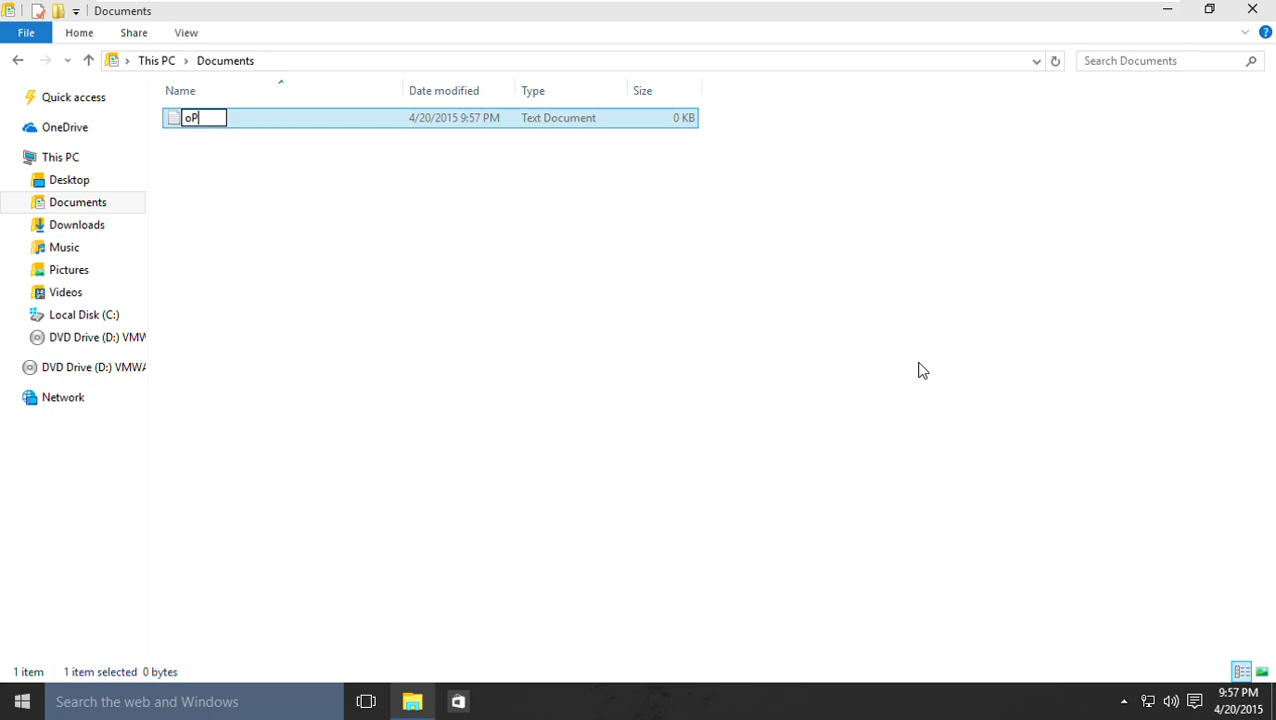 Documents
File Home Share View
This PC Documents Search Documents
Name Date modified Type Size
oP 4/20/2015 9:57 PM Text Document 0 KB
Quick access
OneDrive
This PC
Desktop
Documents
Downloads
Music
Pictures
Videos
Local Disk (C:)
DVD Drive (D:) VMW
DVD Drive (D:) VMWA
Network
1 item 1 item selected 0 bytes
Search the web and Windows
9:57 PM
4/20/2015